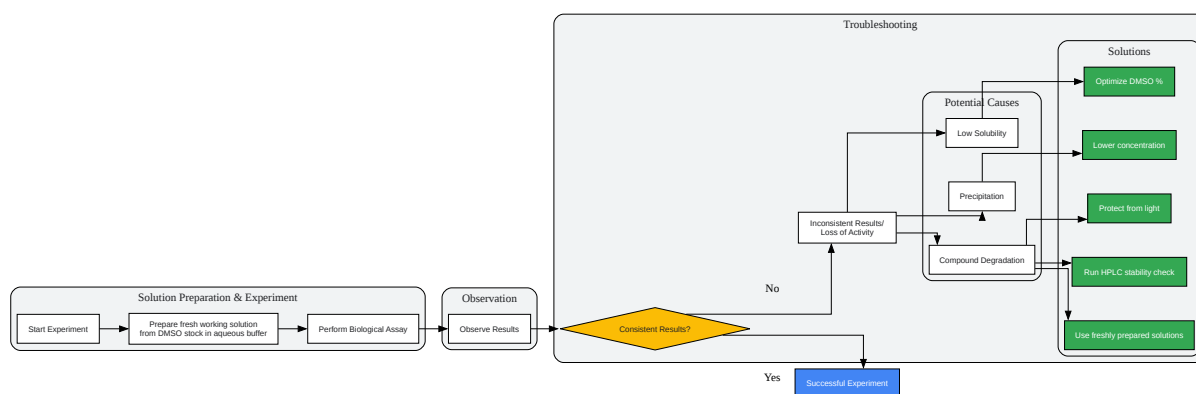 Troubleshooting
Solutions
Optimize DMSO %
Potential Causes
Low Solubility
Lower concentration
Precipitation
Protect from light
Inconsistent Results/
Loss of Activity
Compound Degradation
Run HPLC stability check
No
Solution Preparation & Experiment
Observation
Start Experiment
Prepare fresh working solution
from DMSO stock in aqueous buffer
Perform Biological Assay
Observe Results
Consistent Results?
Use freshly prepared solutions
Yes
Successful Experiment